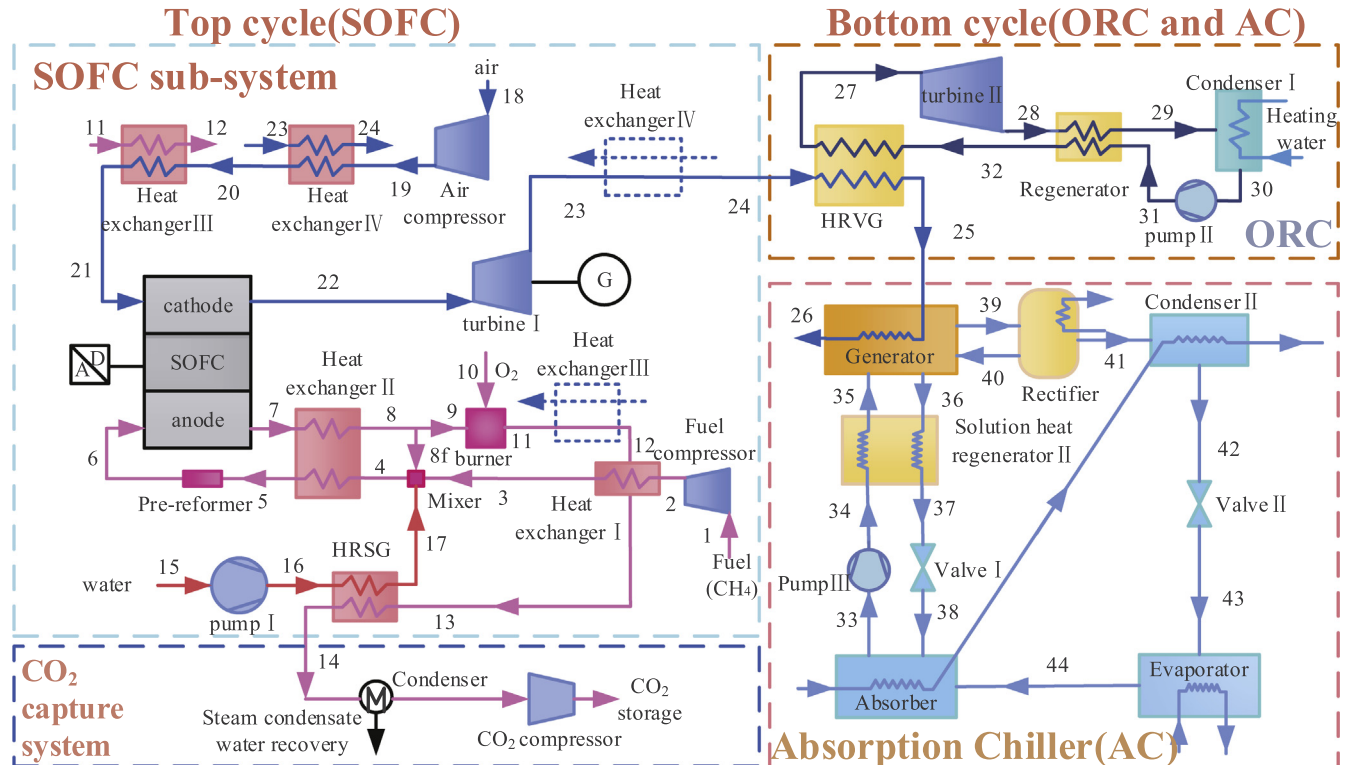 Top cycle(SOFC)
Bottom cycle(ORC and AC)
SOFC sub-system
air
18
11
12
23
24
20
19
Heat
exchangerⅢ
Heat
exchangerⅣ
Air
compressor
Heat
exchangerⅣ
23
24
21
22
cathode
SOFC
anode
D
A
turbine Ⅰ
G
Heat
exchanger Ⅱ
6
7
8
9
10
O2
Heat
exchangerⅢ
11
12
8f
burner
Fuel
compressor
Pre-reformer
5
4
Mixer
3
Heat
exchanger Ⅰ
2
1
Fuel
(CH4)
17
water
15
16
pump Ⅰ
HRSG
13
14
CO2
capture
system
Condenser
M
Steam condensate
water recovery
CO2 compressor
CO2
storage
27
turbine Ⅱ
28
29
Condenser Ⅰ
Heating
water
32
Regenerator
30
31
pump Ⅱ
HRVG
25
ORC
26
Generator
39
40
Rectifier
41
Condenser Ⅱ
35
36
Solution heat
regenerator Ⅱ
34
37
42
Valve Ⅱ
PumpⅢ
Valve Ⅰ
33
38
43
Absorber
44
Evaporator
Absorption Chiller(AC)